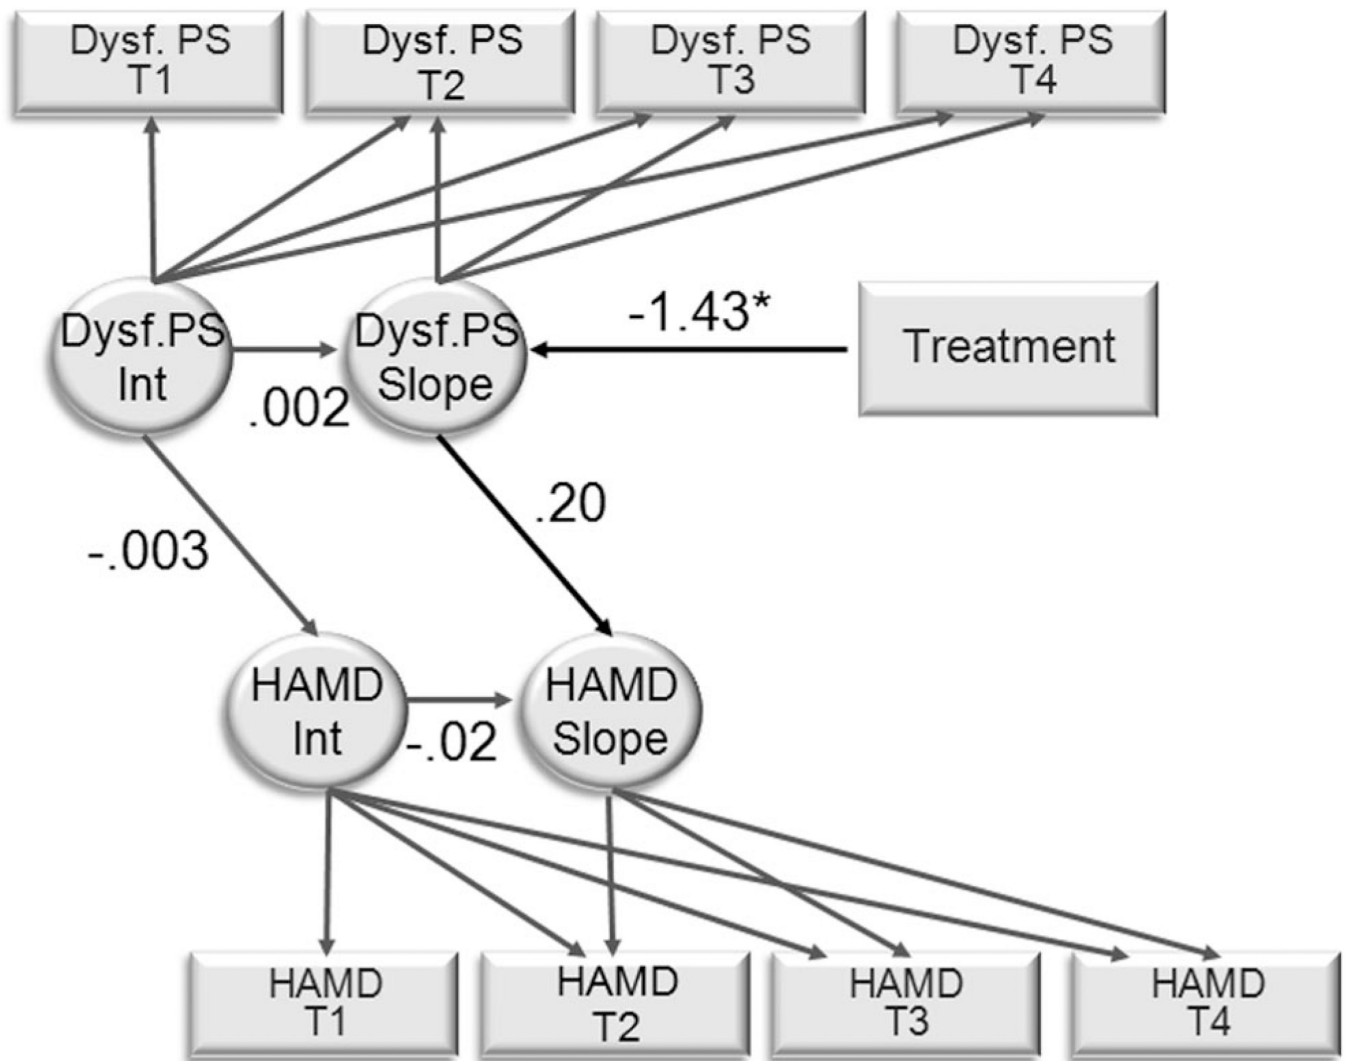 Dysf. PS
T1
Dysf. PS
T2
Dysf. PS
T3
Dysf. PS
T4
Dysf.PS
Int
.002
Dysf.PS
Slope
-1.43*
Treatment
-.003
.20
HAMD
Int
-.02
HAMD
Slope
HAMD
T1
HAMD
T2
HAMD
T3
HAMD
T4